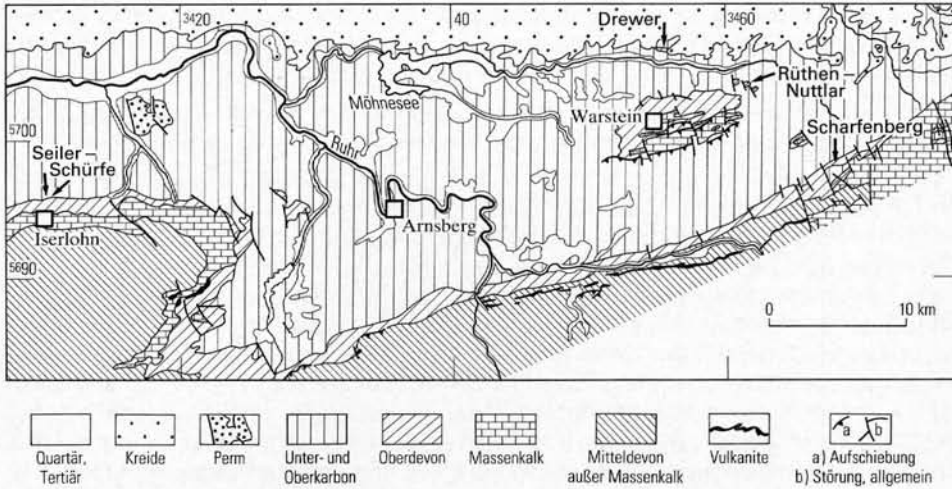 3420
40
3460
Drewer
Rüthen–
Nuttlar
Möhnesee
Warstein
5700
Scharfenberg
Seiler–
Schürfe
Ruhr
Iserlohn
Arnsberg
5690
0
10 km
a
b
Quartär,
Tertiär
Kreide
Perm
Unter- und
Oberkarbon
Oberdevon
Massenkalk
Mitteldevon
außer Massenkalk
Vulkanite
a) Aufschiebung
b) Störung, allgemein